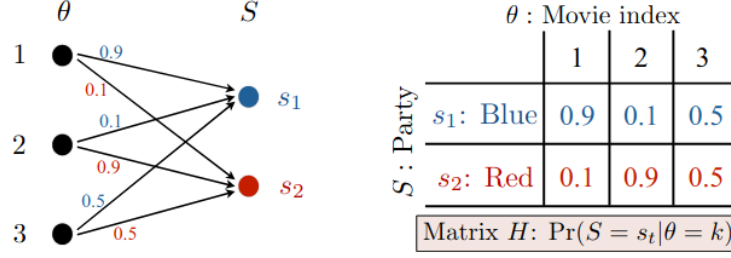 θ S
1
2
3
0.9
0.1
0.1
0.9
0.5
0.5
s₁
s₂
θ : Movie index
1 2 3
S : Party
s₁: Blue 0.9 0.1 0.5
s₂: Red 0.1 0.9 0.5
Matrix H: Pr(S = sₜ|θ = k)